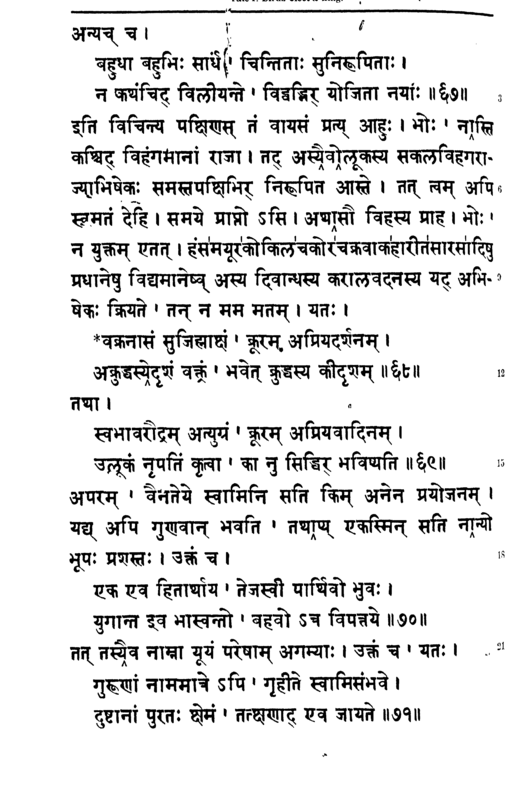 अन्यच् च ।
बहुधा बहुभिः सार्धं ' चिन्तिताः सुनिरूपिताः ।
न कथंचिद् विलीयन्ते ' विद्वद्भिर् योजिता नयाः ॥६७॥ 3
इति विचिन्त्य पक्षिणस् तं वायसं प्रत्य् आहुः । भोः ' नास्ति
कश्चिद् विहंगमानां राजा । तद् अस्यैवोलूकस्य सकलविहगरा-
ज्याभिषेकः समस्तपक्षिभिर् निरूपित आस्ते । तत् त्वम् अपि 6
स्वमतं देहि । समये प्राप्तो ऽसि । अथासौ विहस्य प्राह । भोः '
न युक्तम् एतत् । हंसमयूरकोकिलचकोरचक्रवाकहारीतसारसादिषु
प्रधानेषु विद्यमानेष्व् अस्य दिवान्धस्य करालवदनस्य यद् अभि- 9
षेकः क्रियते ' तन् न मम मतम् । यतः ।
*वक्रनासं सुजिह्माक्षं ' क्रूरम् अप्रियदर्शनम् ।
अक्रुद्धस्येदृशं वक्त्रं ' भवेत् क्रुद्धस्य कीदृशम् ॥६८॥ 12
तथा ।
स्वभावरौद्रम् अत्युग्रं ' क्रूरम् अप्रियवादिनम् ।
उलूकं नृपतिं कृत्वा ' का नु सिद्धिर् भविष्यति ॥६९॥ 15
अपरम् ' वैनतेये स्वामिनि सति किम् अनेन प्रयोजनम् ।
यद्य् अपि गुणवान् भवति ' तथाप्य् एकस्मिन् सति नान्यो
भूपः प्रशस्तः । उक्तं च । 18
एक एव हितार्थाय ' तेजस्वी पार्थिवो भुवः ।
युगान्त इव भास्वन्तो ' बहवो ऽत्र विपत्तये ॥७०॥
तत् तस्यैव नाम्ना यूयं परेषाम् अगम्याः । उक्तं च ' यतः । 21
गुरूणां नाममात्रे ऽपि ' गृहीते स्वामिसंभवे ।
दुष्टानां पुरतः क्षेमं ' तत्क्षणाद् एव जायते ॥७१॥